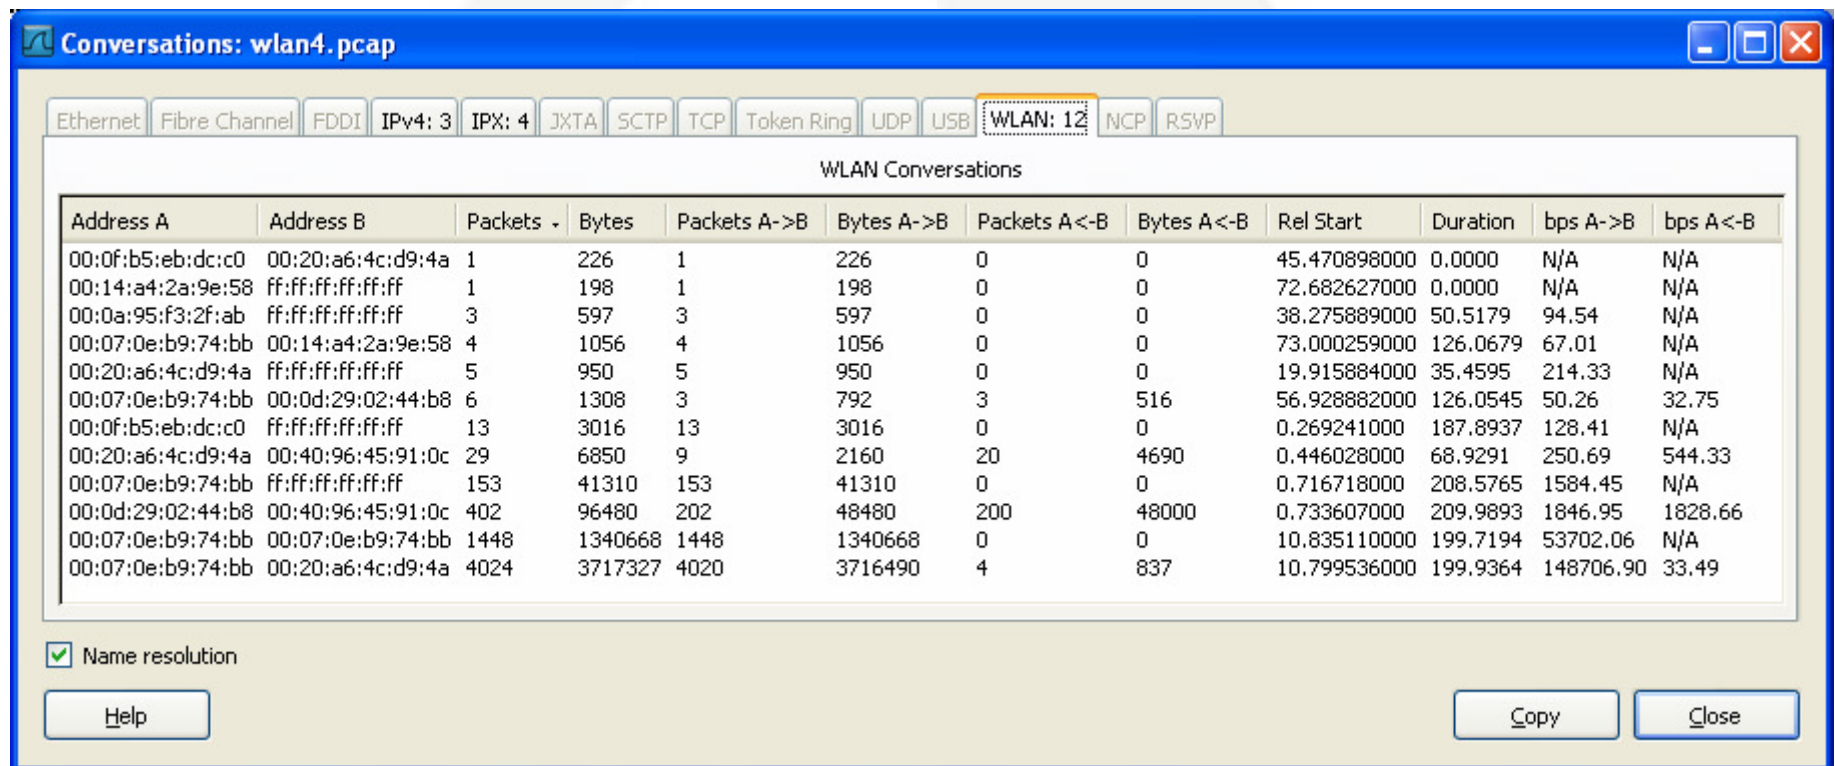 Conversations: wlan4.pcap
Ethernet Fibre Channel FDDI IPv4: 3 IPX: 4 JXTA SCTP TCP Token Ring UDP USB WLAN: 12 NCP RSVP
WLAN Conversations
Address A Address B Packets Bytes Packets A->B Bytes A->B Packets A<-B Bytes A<-B Rel Start Duration bps A->B bps A<-B
00:0f:b5:eb:dc:c0 00:20:a6:4c:d9:4a 1 226 1 226 0 0 45.470898000 0.0000 N/A N/A
00:14:a4:2a:9e:58 ff:ff:ff:ff:ff:ff 1 198 1 198 0 0 72.682627000 0.0000 N/A N/A
00:0a:95:f3:2f:ab ff:ff:ff:ff:ff:ff 3 597 3 597 0 0 38.275889000 50.5179 94.54 N/A
00:07:0e:b9:74:bb 00:14:a4:2a:9e:58 4 1056 4 1056 0 0 73.000259000 126.0679 67.01 N/A
00:20:a6:4c:d9:4a ff:ff:ff:ff:ff:ff 5 950 5 950 0 0 19.915884000 35.4595 214.33 N/A
00:07:0e:b9:74:bb 00:0d:29:02:44:b8 6 1308 3 792 3 516 56.928882000 126.0545 50.26 32.75
00:0f:b5:eb:dc:c0 ff:ff:ff:ff:ff:ff 13 3016 13 3016 0 0 0.269241000 187.8937 128.41 N/A
00:20:a6:4c:d9:4a 00:40:96:45:91:0c 29 6850 9 2160 20 4690 0.446028000 68.9291 250.69 544.33
00:07:0e:b9:74:bb ff:ff:ff:ff:ff:ff 153 41310 153 41310 0 0 0.716718000 208.5765 1584.45 N/A
00:0d:29:02:44:b8 00:40:96:45:91:0c 402 96480 202 48480 200 48000 0.733607000 209.9893 1846.95 1828.66
00:07:0e:b9:74:bb 00:07:0e:b9:74:bb 1448 1340668 1448 1340668 0 0 10.835110000 199.7194 53702.06 N/A
00:07:0e:b9:74:bb 00:20:a6:4c:d9:4a 4024 3717327 4020 3716490 4 837 10.799536000 199.9364 148706.90 33.49
Name resolution
Help Copy Close